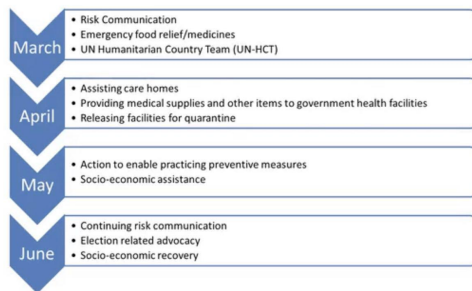 March
• Risk Communication
• Emergency food relief/medicines
• UN Humanitarian Country Team (UN-HCT)
April
• Assisting care homes
• Providing medical supplies and other items to government health facilities
• Releasing facilities for quarantine
May
• Action to enable practicing preventive measures
• Socio-economic assistance
June
• Continuing risk communication
• Election related advocacy
• Socio-economic recovery